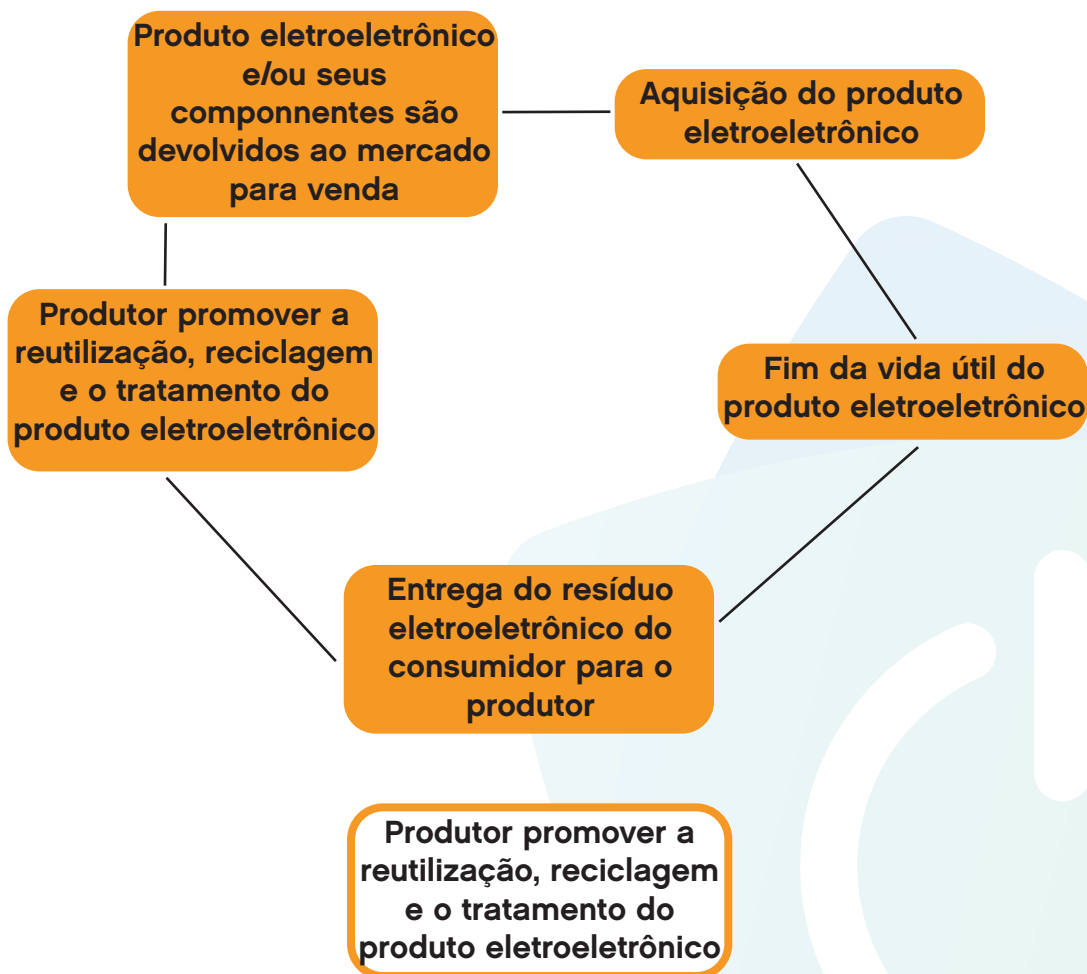 Produto eletroeletrônico
e/ou seus
componnentes são
devolvidos ao mercado
para venda
Aquisição do produto
eletroeletrônico
Produtor promover a
reutilização, reciclagem
e o tratamento do
produto eletroeletrônico
Fim da vida útil do
produto eletroeletrônico
Entrega do resíduo
eletroeletrônico do
consumidor para o
produtor
Produtor promover a
reutilização, reciclagem
e o tratamento do
produto eletroeletrônico